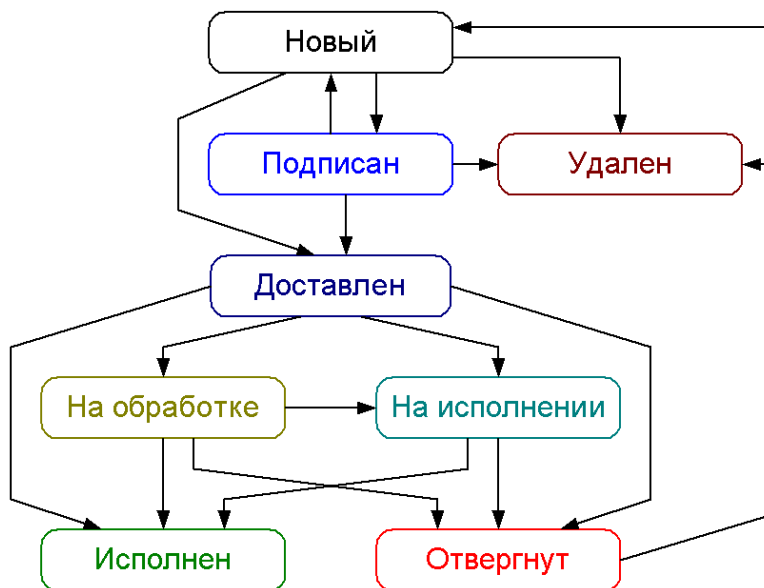 Новый
Подписан
Удален
Доставлен
На обработке
На исполнении
Исполнен
Отвергнут